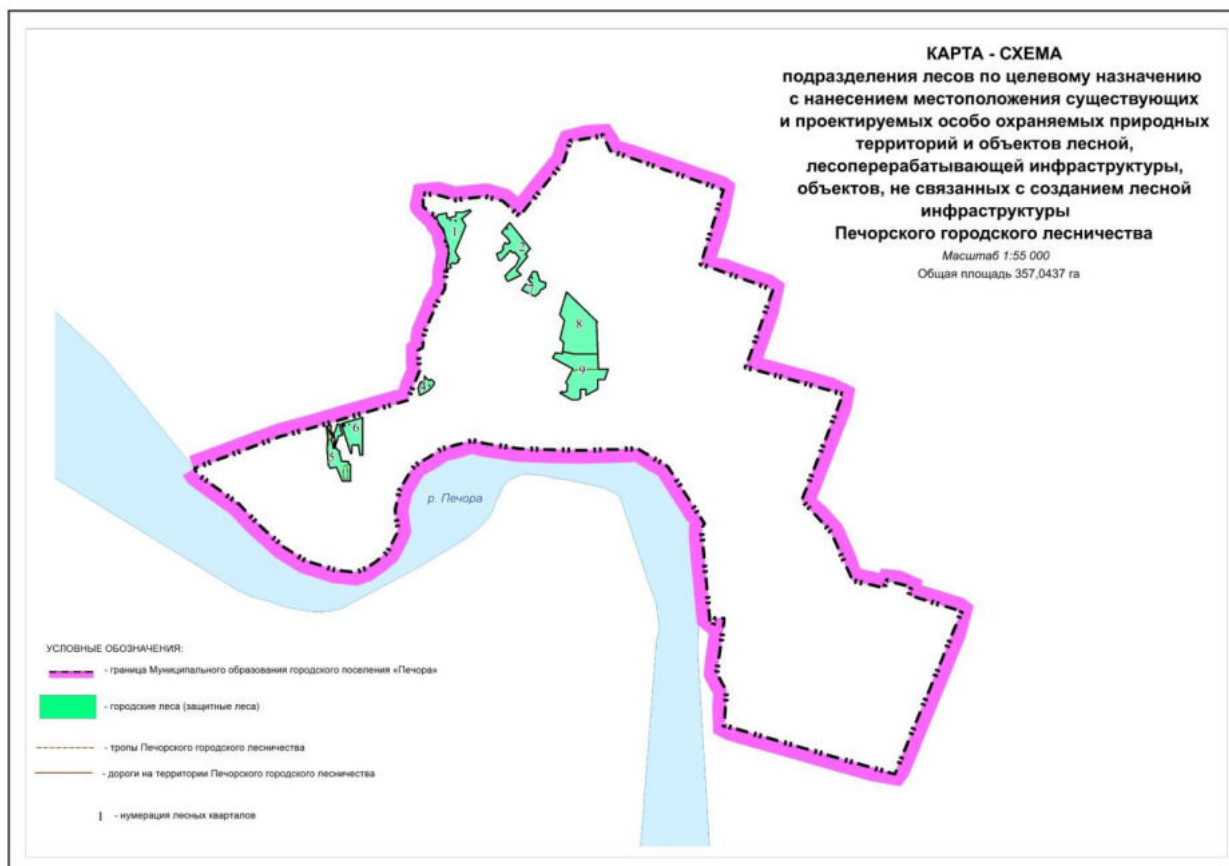 КАРТА - СХЕМА
подразделения лесов по целевому назначению
с нанесением местоположения существующих
и проектируемых особо охраняемых природных
территорий и объектов лесной,
лесоперерабатывающей инфраструктуры,
объектов, не связанных с созданием лесной
инфраструктуры
Печорского городского лесничества
Масштаб 1:55 000
Общая площадь 357,0437 га
1
2
8
9
4
6
5
р. Печора
УСЛОВНЫЕ ОБОЗНАЧЕНИЯ:
- граница Муниципального образования городского поселения «Печора»
- городские леса (защитные леса)
- тропы Печорского городского лесничества
- дороги на территории Печорского городского лесничества
1 - нумерация лесных кварталов